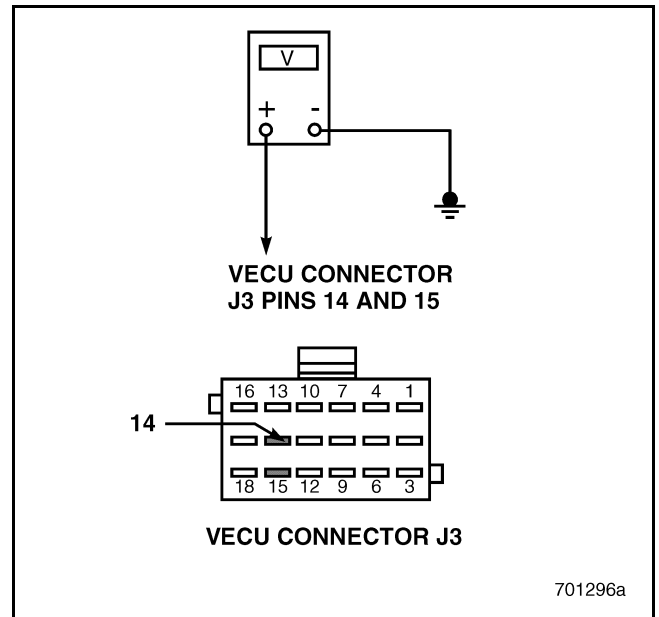 V
+ -
VECU CONNECTOR
J3 PINS 14 AND 15
16 13 10 7 4 1
14
18 15 12 9 6 3
VECU CONNECTOR J3
701296a